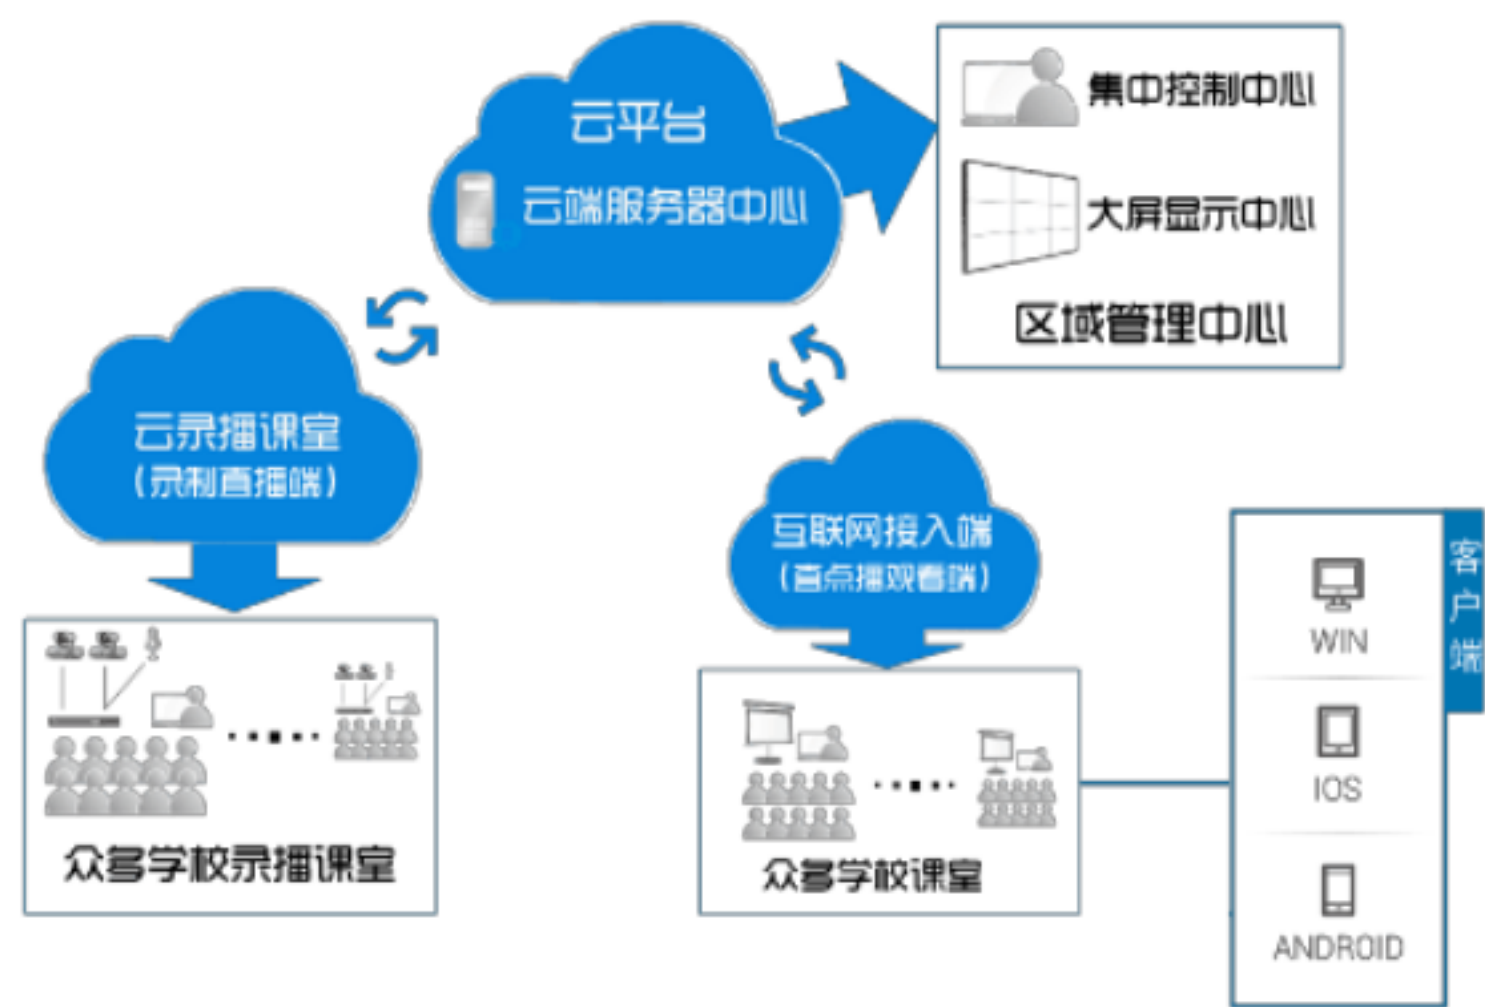 云平台
云端服务器中心
集中控制中心
大屏显示中心
区域管理中心
云录播课室
（录制直播端）
众多学校录播课室
互联网接入端
（直点播观看端）
众多学校课室
客户端
WIN
IOS
ANDROID